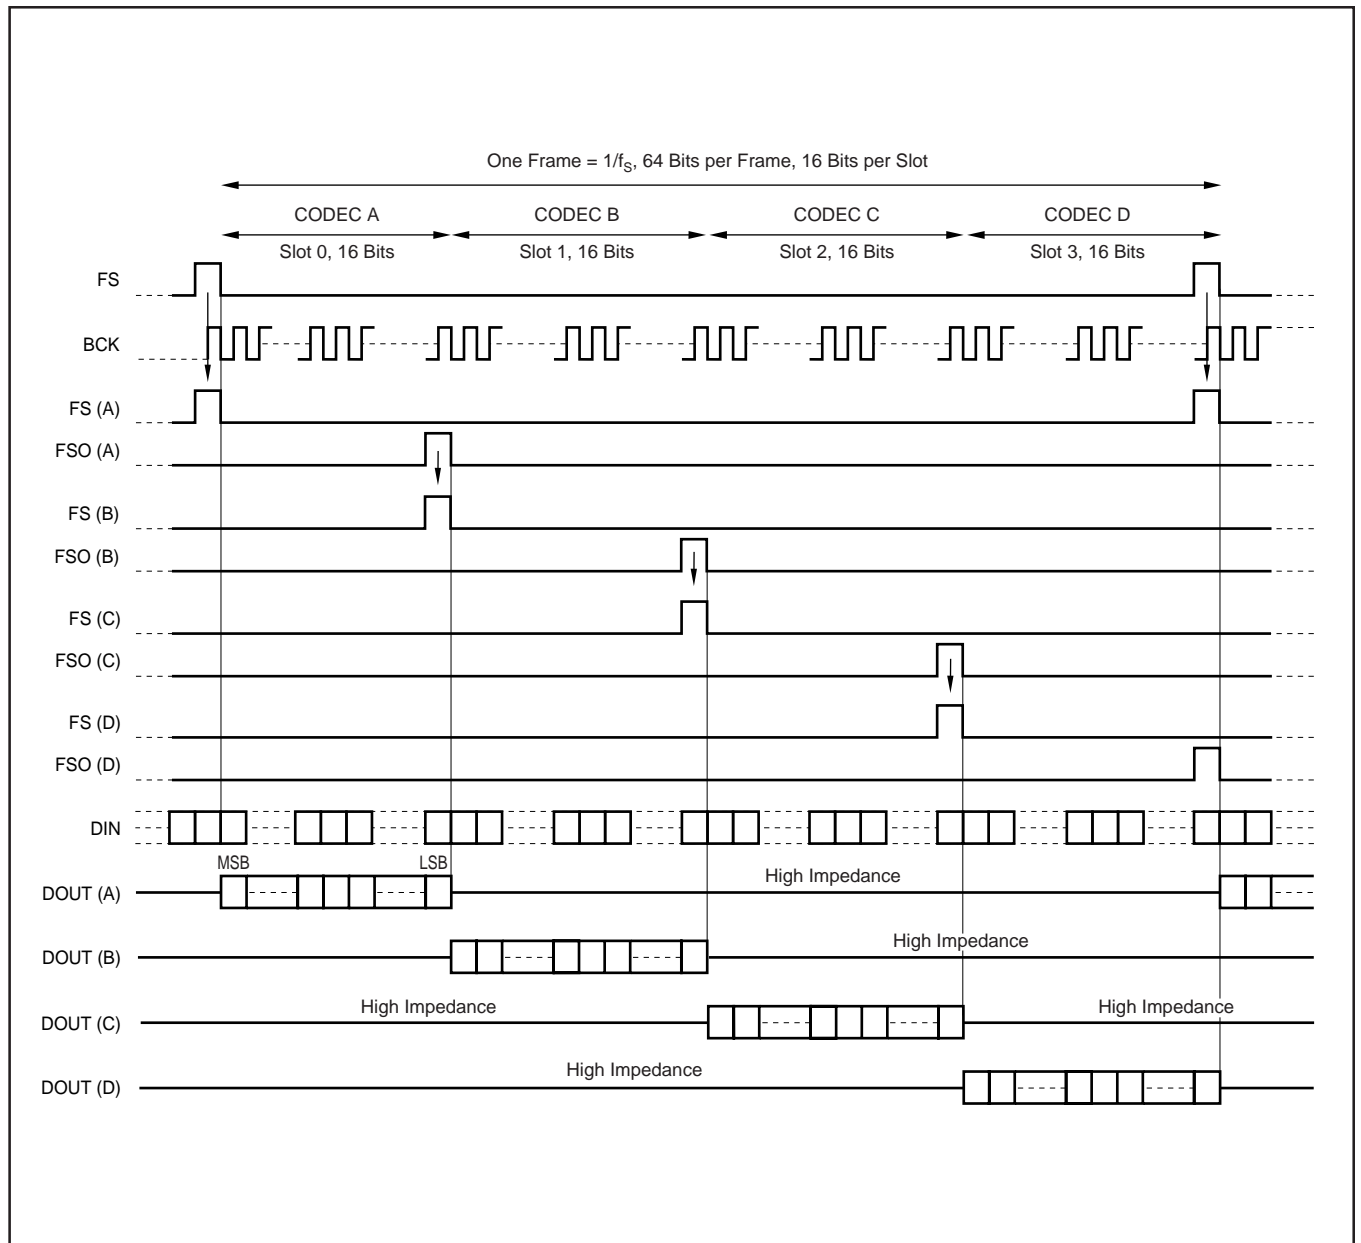 One Frame = 1/fS, 64 Bits per Frame, 16 Bits per Slot
CODEC A CODEC B CODEC C CODEC D
Slot 0, 16 Bits Slot 1, 16 Bits Slot 2, 16 Bits Slot 3, 16 Bits
FS
BCK
FS (A)
FSO (A)
FS (B)
FSO (B)
FS (C)
FSO (C)
FS (D)
FSO (D)
DIN
MSB LSB
DOUT (A) High Impedance
DOUT (B) High Impedance
DOUT (C) High Impedance High Impedance
DOUT (D) High Impedance